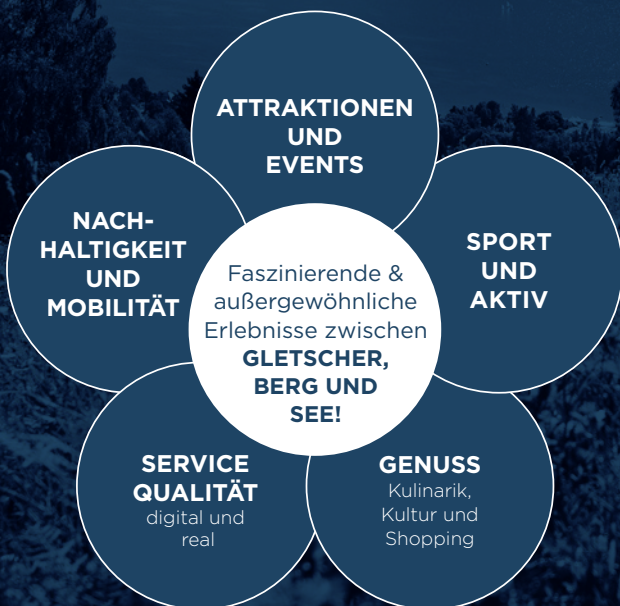 ATTRAKTIONEN
UND
EVENTS
NACH-
HALTIGKEIT
UND
MOBILITÄT
SPORT
UND
AKTIV
Faszinierende &
außergewöhnliche
Erlebnisse zwischen
GLETSCHER,
BERG UND
SEE!
SERVICE
QUALITÄT
digital und
real
GENUSS
Kulinarik,
Kultur und
Shopping